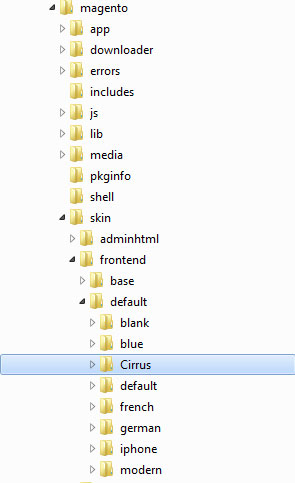 magento
app
downloader
errors
includes
js
lib
media
pkginfo
shell
skin
adminhtml
frontend
base
default
blank
blue
Cirrus
default
french
german
iphone
modern